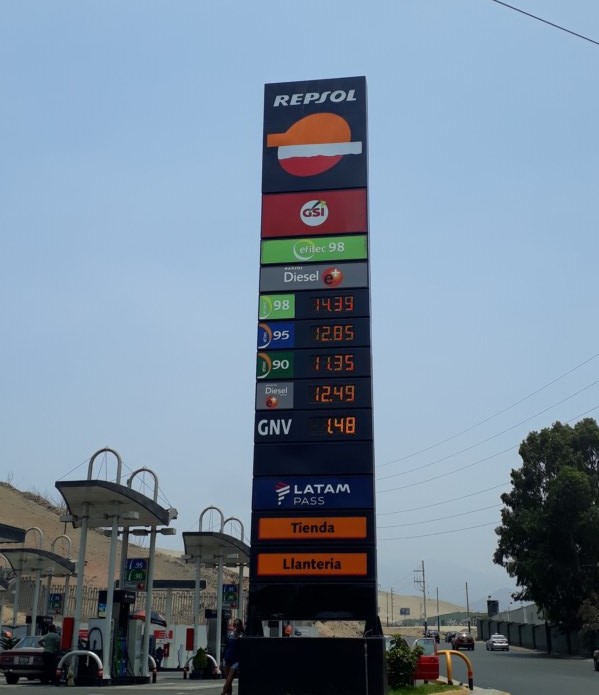 REPSOL
GSi
efitec 98
Diesel e+
98 14.39
95 12.85
90 11.35
Diesel e+ 12.49
GNV 1.48
LATAM
PASS
Tienda
Llanteria